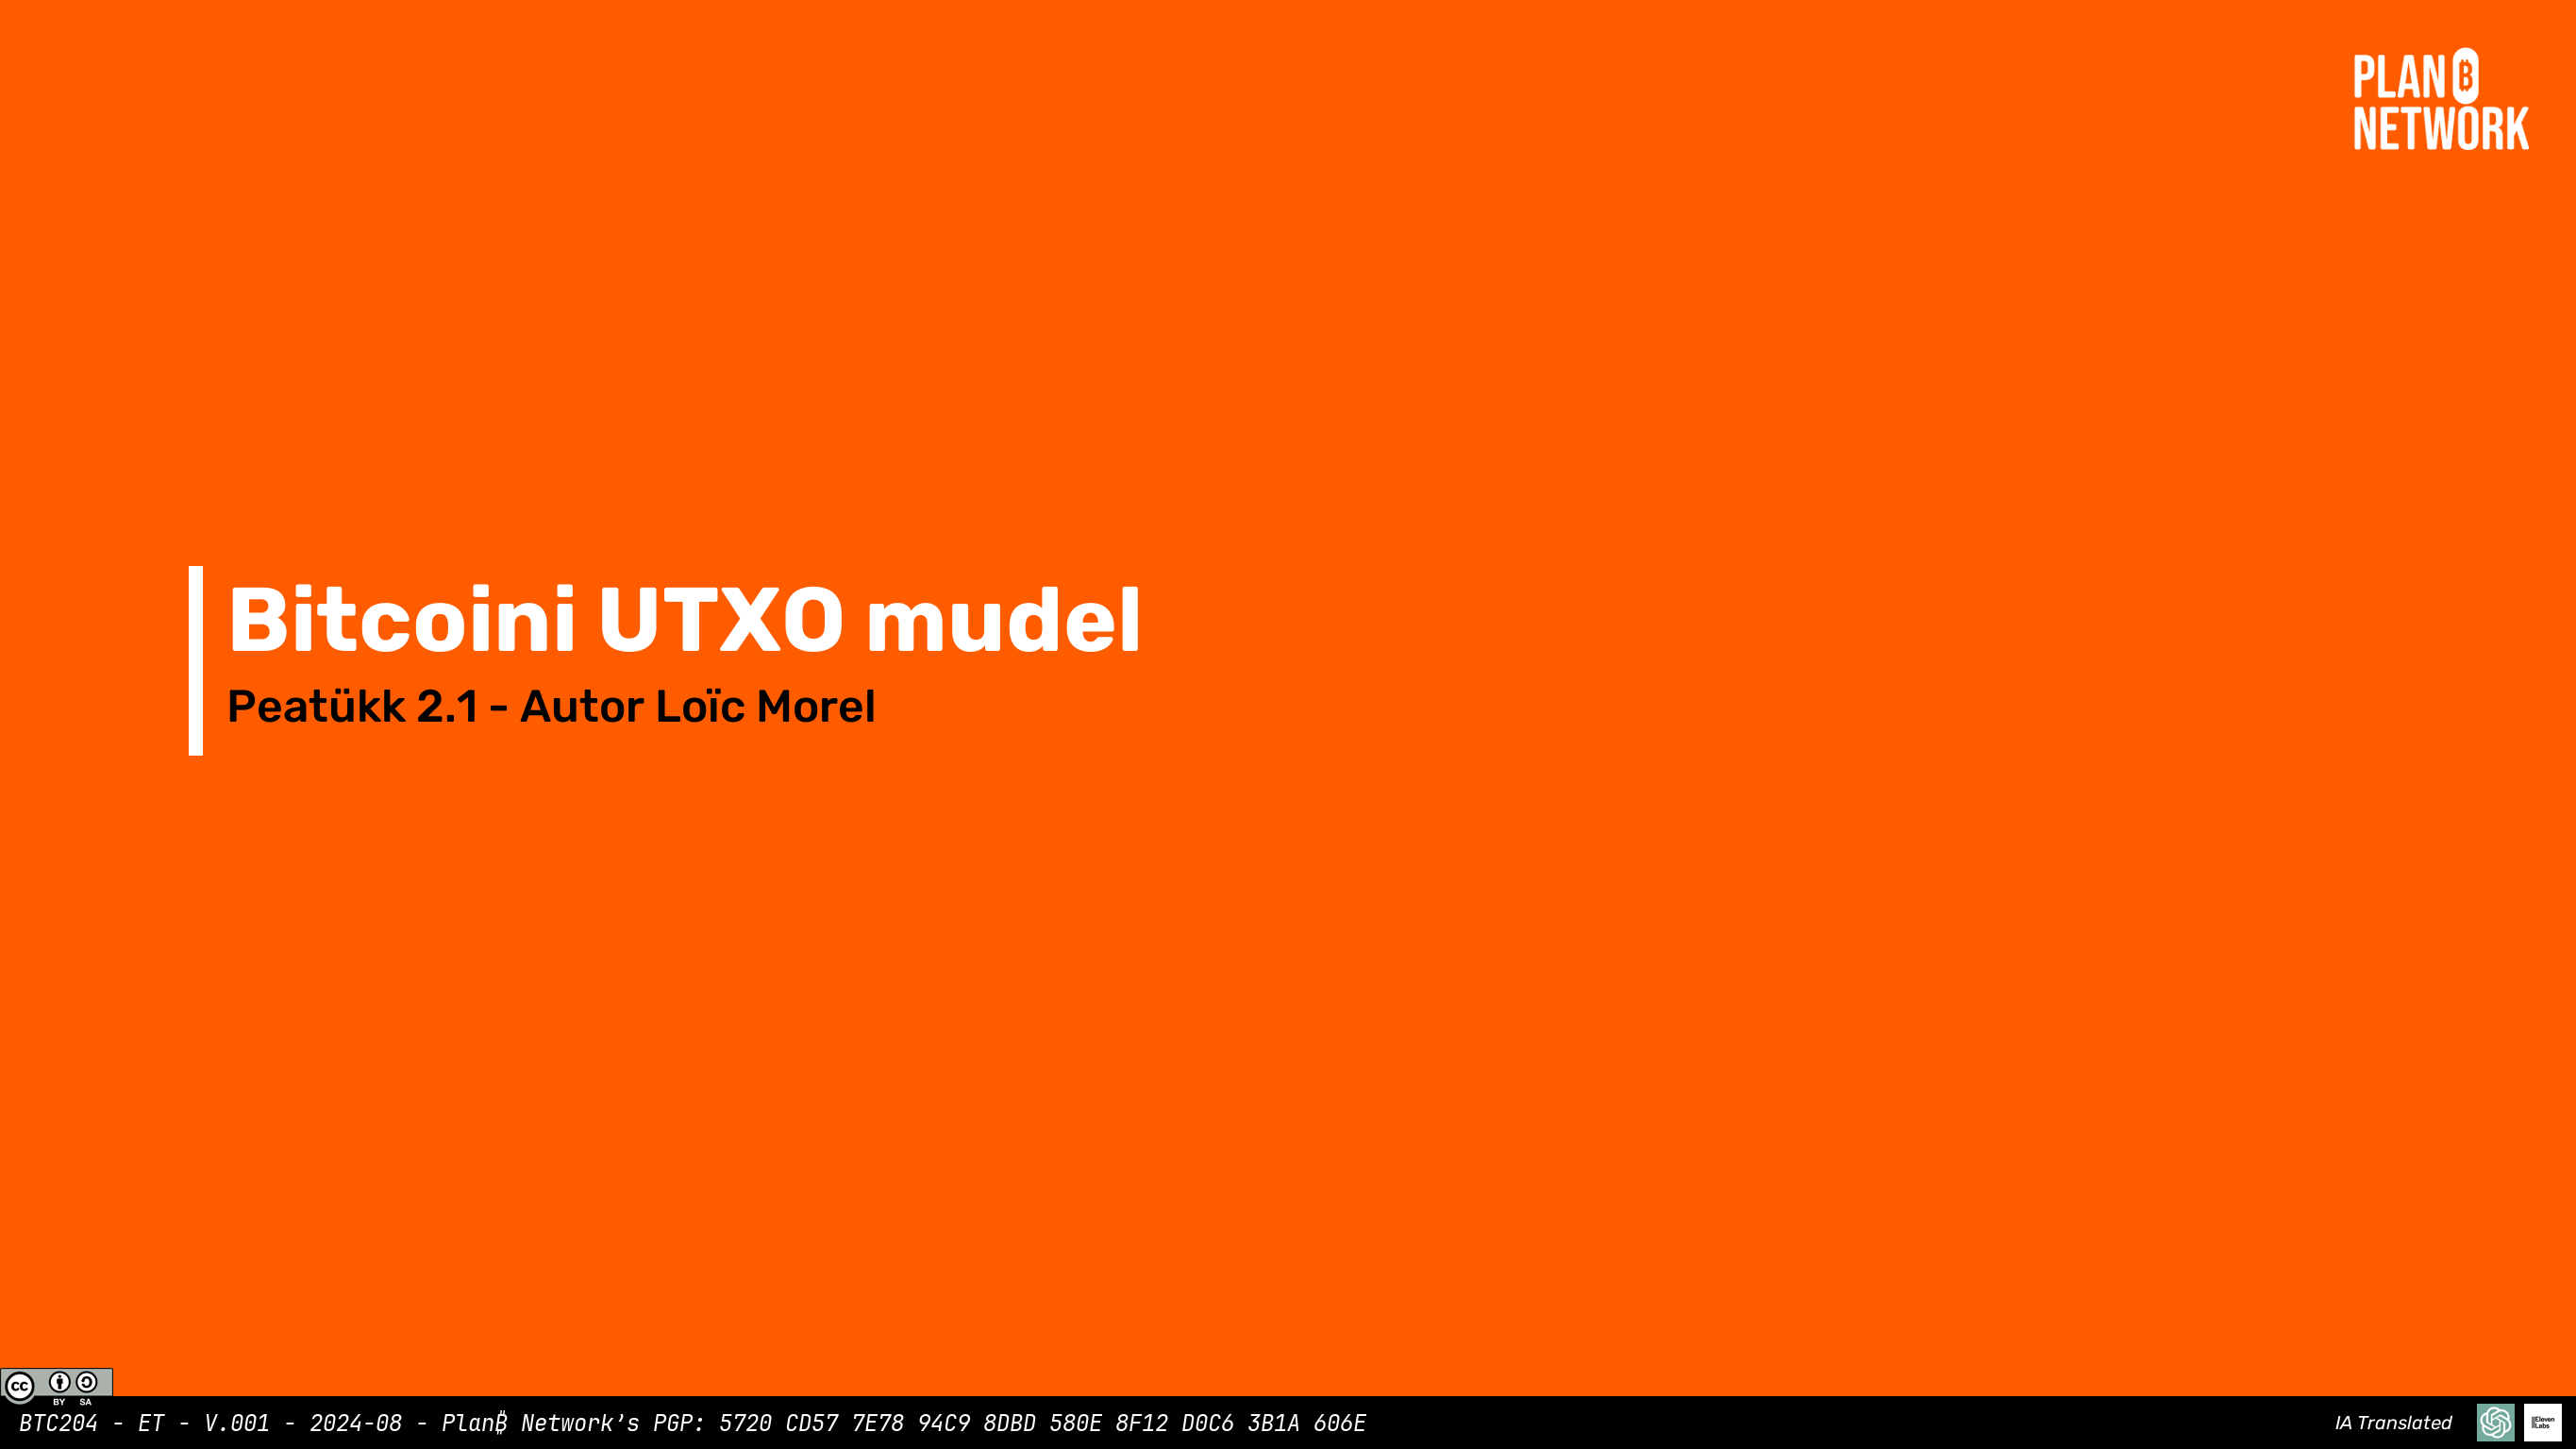 PLAN ₿
NETWORK
Bitcoini UTXO mudel
Peatükk 2.1 - Autor Loïc Morel
cc BY SA
BTC204 - ET - V.001 - 2024-08 - Plan₿ Network’s PGP: 5720 CD57 7E78 94C9 8DBD 580E 8F12 D0C6 3B1A 606E
IA Translated
IIElevenLabs